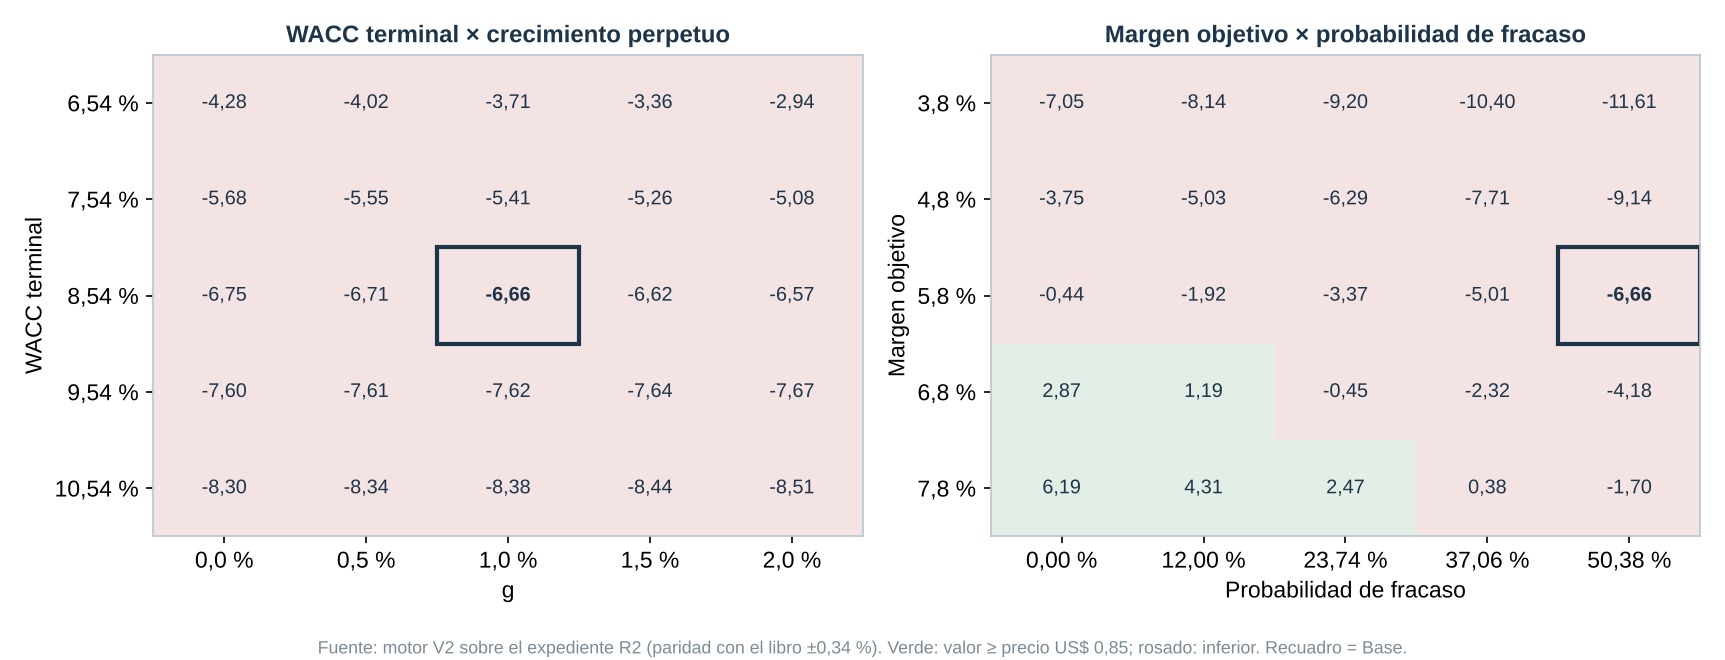 WACC terminal × crecimiento perpetuo
WACC terminal
6,54 % -4,28 -4,02 -3,71 -3,36 -2,94
7,54 % -5,68 -5,55 -5,41 -5,26 -5,08
8,54 % -6,75 -6,71 -6,66 -6,62 -6,57
9,54 % -7,60 -7,61 -7,62 -7,64 -7,67
10,54 % -8,30 -8,34 -8,38 -8,44 -8,51
0,0 % 0,5 % 1,0 % 1,5 % 2,0 %
g
Margen objetivo × probabilidad de fracaso
Margen objetivo
3,8 % -7,05 -8,14 -9,20 -10,40 -11,61
4,8 % -3,75 -5,03 -6,29 -7,71 -9,14
5,8 % -0,44 -1,92 -3,37 -5,01 -6,66
6,8 % 2,87 1,19 -0,45 -2,32 -4,18
7,8 % 6,19 4,31 2,47 0,38 -1,70
0,00 % 12,00 % 23,74 % 37,06 % 50,38 %
Probabilidad de fracaso
Fuente: motor V2 sobre el expediente R2 (paridad con el libro ±0,34 %). Verde: valor ≥ precio US$ 0,85; rosado: inferior. Recuadro = Base.